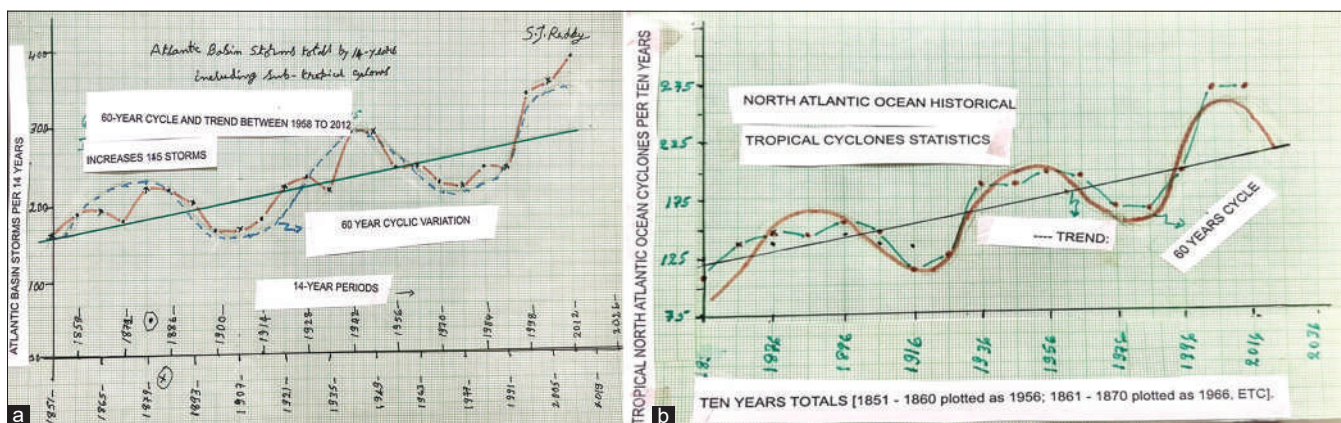 ATLANTIC BASIN STORMS PER 14 YEARS
Atlantic Basin Storms totals by 14-years
including sub-tropical cyclones
S.J. Reddy
400
300
200
100
50
60-YEAR CYCLE AND TREND BETWEEN 1958 TO 2012
INCREASES 145 STORMS
60 YEAR CYCLIC VARIATION
14-YEAR PERIODS
1858- 1872- 1886- 1900- 1914- 1928- 1942- 1956- 1970- 1984- 1998- 2012- 2026-
1851- 1865- 1879- 1893- 1907- 1921- 1935- 1949- 1963- 1977- 1991- 2005- 2019-
a
TROPICAL NORTH ATLANTIC OCEAN CYCLONES PER TEN YEARS
275
225
175
125
75
NORTH ATLANTIC OCEAN HISTORICAL
TROPICAL CYCLONES STATISTICS
---- TREND:
60 YEARS CYCLE
1876 1896 1916 1936 1956 1976 1996 2016 2036
TEN YEARS TOTALS [1851 - 1860 plotted as 1956; 1861 - 1870 plotted as 1966, ETC].
b